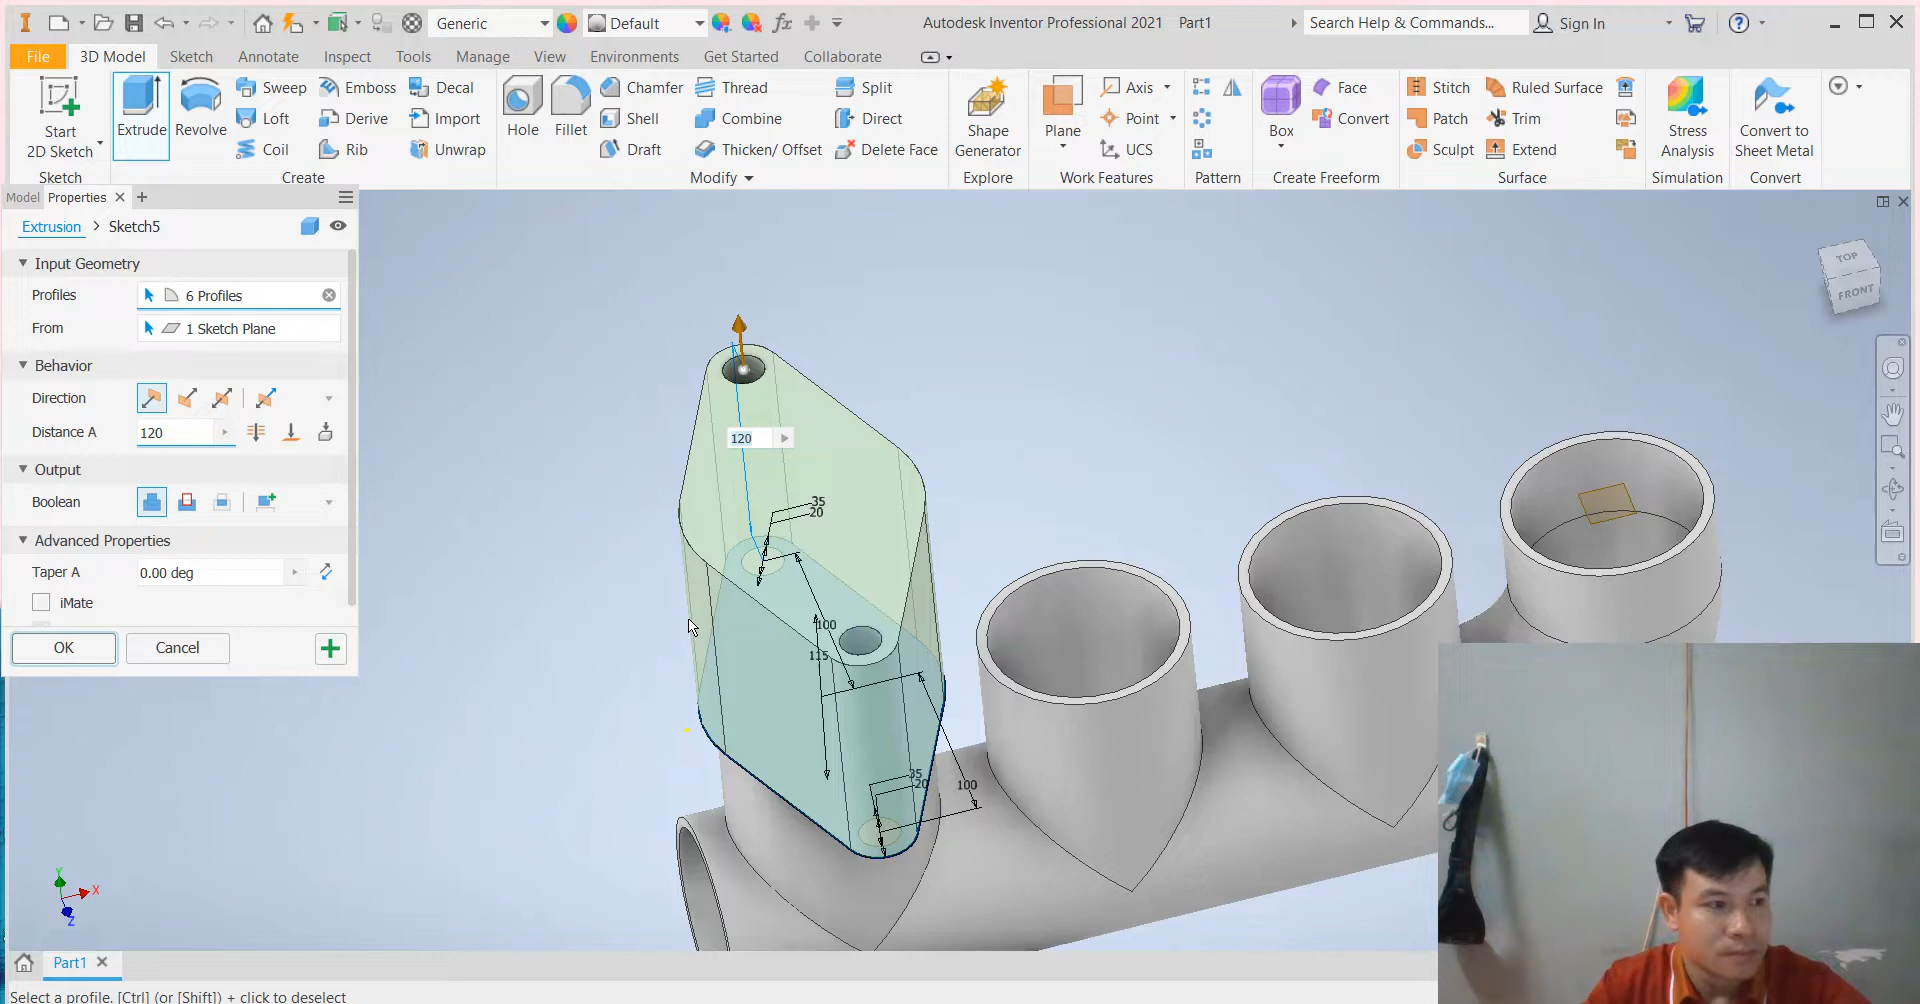 Generic
Default
Autodesk Inventor Professional 2021 Part1
Search Help & Commands...
Sign In
File
3D Model
Sketch
Annotate
Inspect
Tools
Manage
View
Environments
Get Started
Collaborate
Start
2D Sketch
Sketch
Extrude
Revolve
Sweep
Loft
Coil
Emboss
Derive
Rib
Decal
Import
Unwrap
Create
Hole
Fillet
Chamfer
Shell
Draft
Thread
Combine
Thicken/ Offset
Split
Direct
Delete Face
Modify
Shape
Generator
Explore
Plane
Axis
Point
UCS
Work Features
Pattern
Box
Face
Convert
Create Freeform
Stitch
Patch
Sculpt
Ruled Surface
Trim
Extend
Surface
Stress
Analysis
Simulation
Convert to
Sheet Metal
Convert
Model
Properties
Extrusion > Sketch5
Input Geometry
Profiles
6 Profiles
From
1 Sketch Plane
Behavior
Direction
Distance A
120
Output
Boolean
Advanced Properties
Taper A
0.00 deg
iMate
OK
Cancel
TOP
FRONT
120
35
20
100
115
35
20
100
Y
X
Z
Part1
Select a profile. [Ctrl] (or [Shift]) + click to deselect